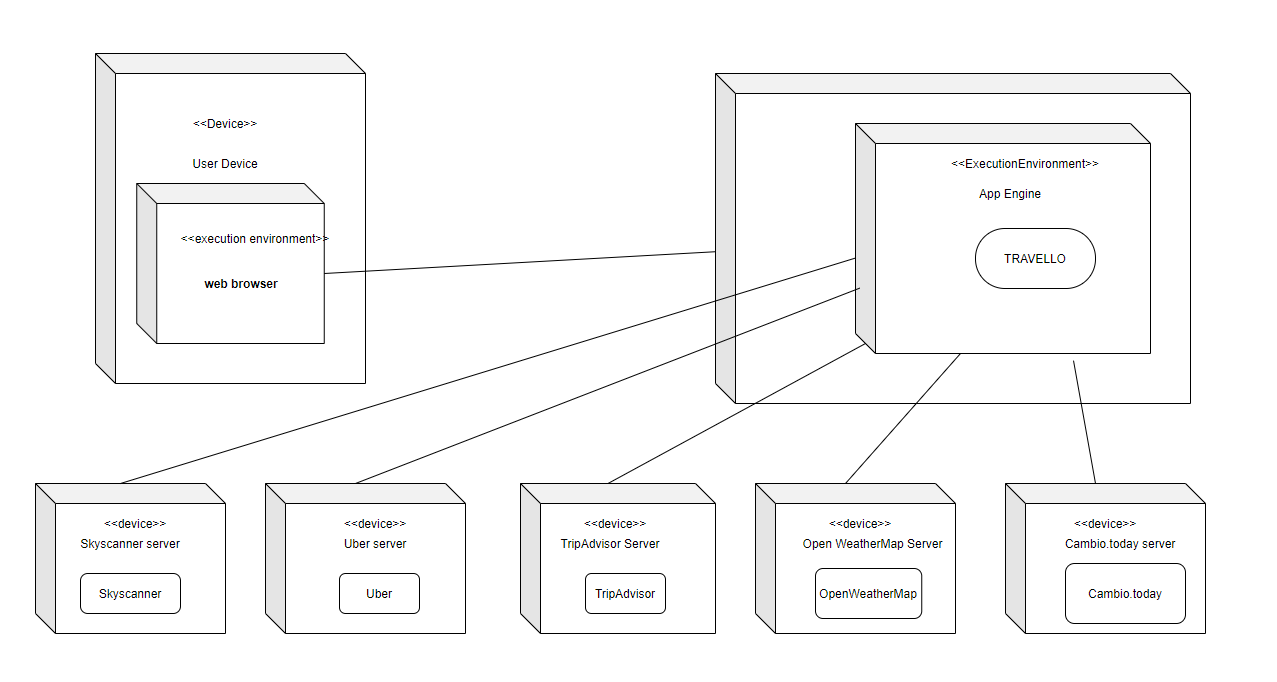 <<Device>>
User Device
<<execution environment>>
web browser
<<ExecutionEnvironment>>
App Engine
TRAVELLO
<<device>>
Skyscanner server
Skyscanner
<<device>>
Uber server
Uber
<<device>>
TripAdvisor Server
TripAdvisor
<<device>>
Open WeatherMap Server
OpenWeatherMap
<<device>>
Cambio.today server
Cambio.today